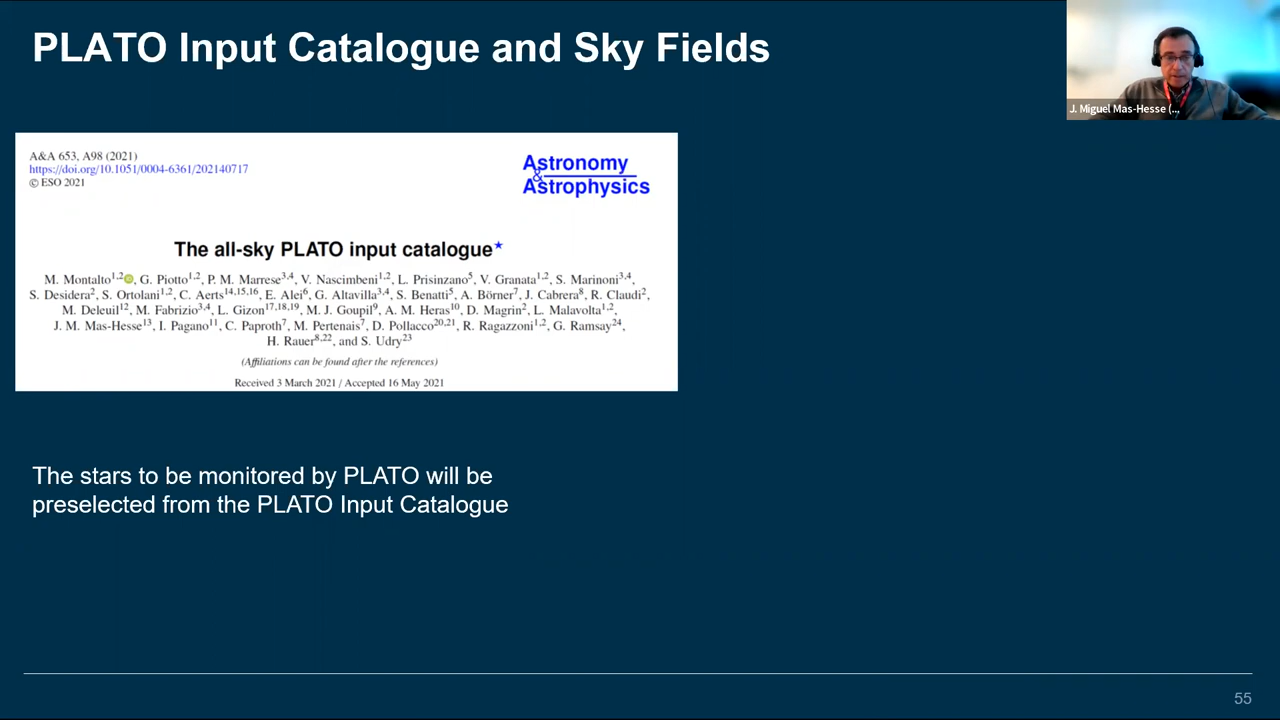 PLATO Input Catalogue and Sky Fields
J. Miguel Mas-Hesse (...
A&A 653, A98 (2021)
https://doi.org/10.1051/0004-6361/202140717
© ESO 2021
Astronomy
&
Astrophysics
The all-sky PLATO input catalogue★
M. Montalto1,2, G. Piotto1,2, P. M. Marrese3,4, V. Nascimbeni1,2, L. Prisinzano5, V. Granata1,2, S. Marinoni3,4,
S. Desidera2, S. Ortolani1,2, C. Aerts14,15,16, E. Alei6, G. Altavilla3,4, S. Benatti5, A. Börner7, J. Cabrera8, R. Claudi2,
M. Deleuil12, M. Fabrizio3,4, L. Gizon17,18,19, M. J. Goupil9, A. M. Heras10, D. Magrin2, L. Malavolta1,2,
J. M. Mas-Hesse13, I. Pagano11, C. Paproth7, M. Pertenais7, D. Pollacco20,21, R. Ragazzoni1,2, G. Ramsay24,
H. Rauer8,22, and S. Udry23
(Affiliations can be found after the references)
Received 3 March 2021 / Accepted 16 May 2021
The stars to be monitored by PLATO will be
preselected from the PLATO Input Catalogue
55